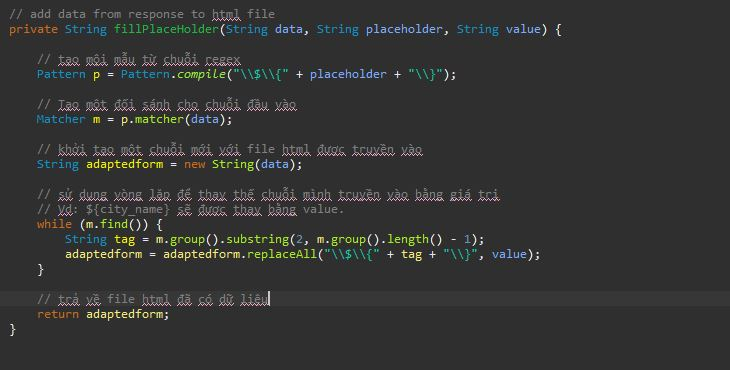 // add data from response to html file
private String fillPlaceHolder(String data, String placeholder, String value) {
// tạo môi mẫu từ chuỗi regex
Pattern p = Pattern.compile("\\$\\{" + placeholder + "\\}");
// Tạo một đối sánh cho chuỗi đầu vào
Matcher m = p.matcher(data);
// khởi tạo một chuỗi mới với file html được truyền vào
String adaptedform = new String(data);
// sử dụng vòng lặp để thay thế chuỗi mình truyền vào bằng giá trị
// Vd: ${city_name} sẽ được thay bằng value.
while (m.find()) {
String tag = m.group().substring(2, m.group().length() - 1);
adaptedform = adaptedform.replaceAll("\\$\\{" + tag + "\\}", value);
}
// trả về file html đã có dữ liệu
return adaptedform;
}